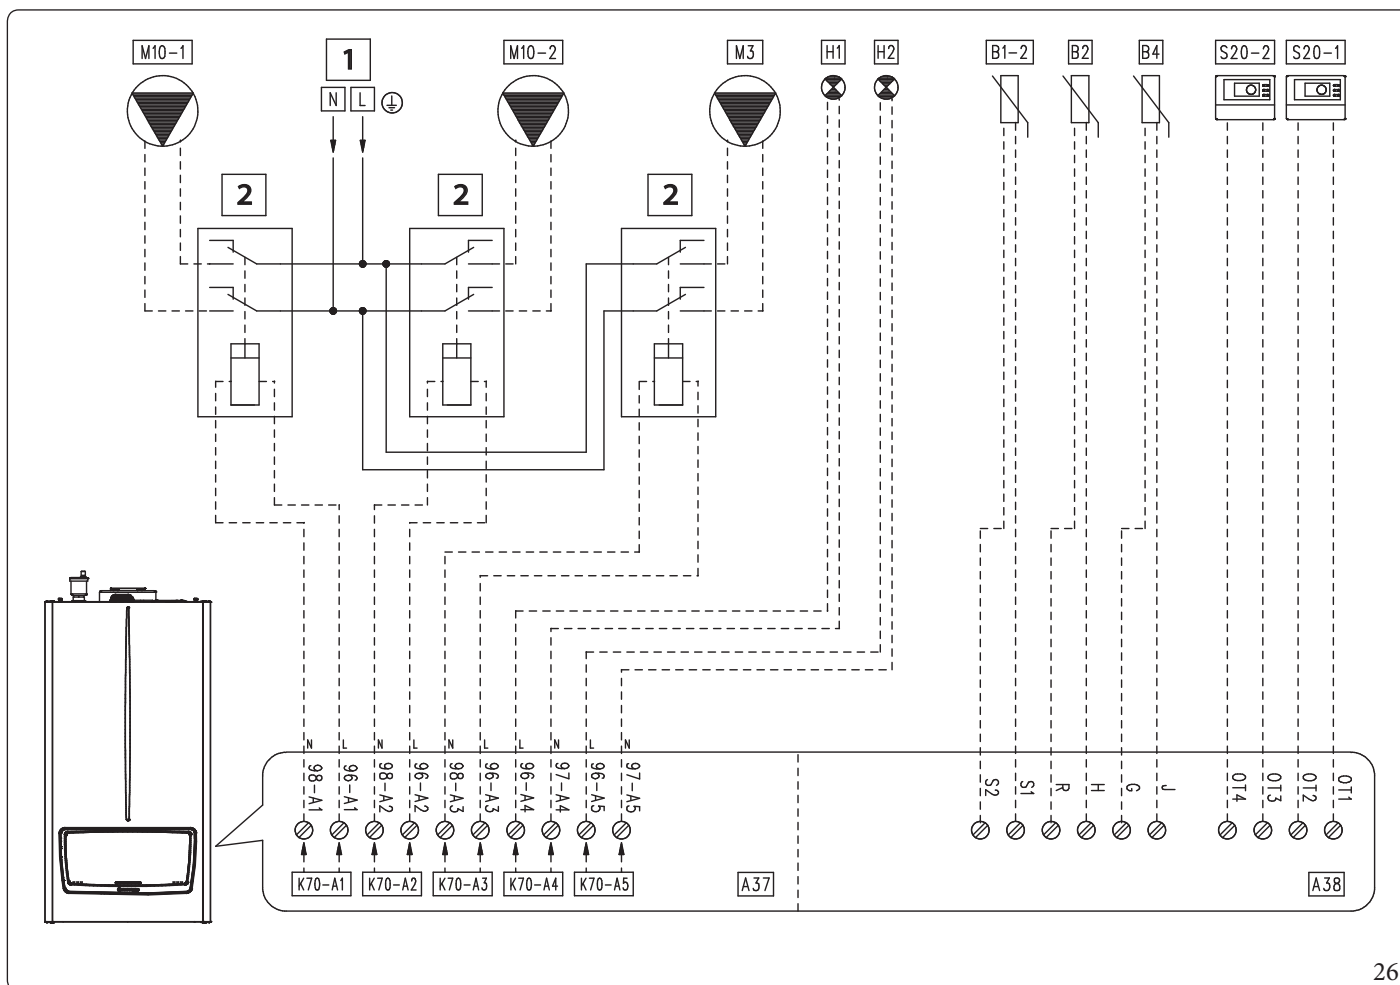 M10-1
1
M10-2
M3
H1
H2
B1-2
B2
B4
S20-2
S20-1
N
L
2
2
2
N
L
N
L
N
L
L
N
L
N
98-A1
96-A1
98-A2
96-A2
98-A3
96-A3
96-A4
97-A4
96-A5
97-A5
S2
S1
R
H
G
J
OT4
OT3
OT2
OT1
K70-A1
K70-A2
K70-A3
K70-A4
K70-A5
A37
A38
26